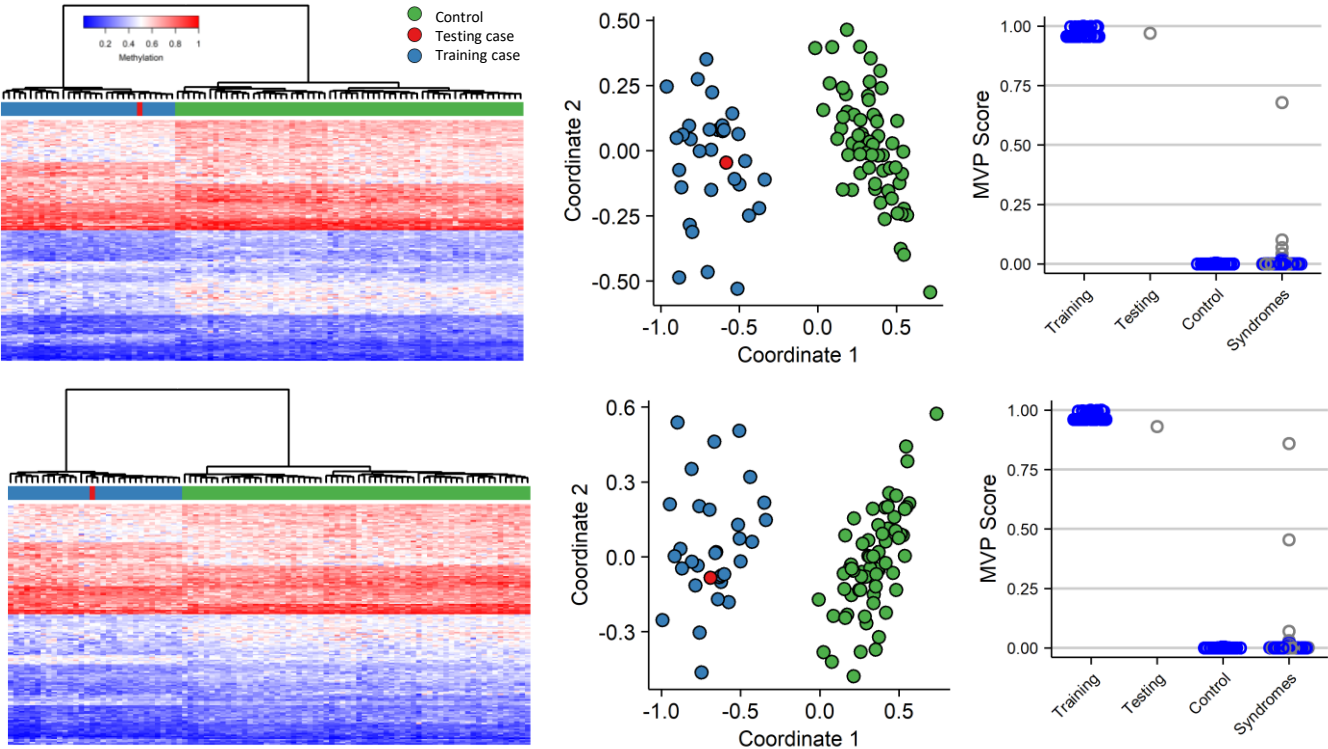 0.2 0.4 0.6 0.8 1
Methylation
Control
Testing case
Training case
0.50
0.25
0.00
-0.25
-0.50
Coordinate 2
-1.0 -0.5 0.0 0.5
Coordinate 1
1.00
0.75
0.50
0.25
0.00
MVP Score
Training
Testing
Control
Syndromes
0.6
0.3
0.0
-0.3
Coordinate 2
-1.0 -0.5 0.0 0.5
Coordinate 1
1.00
0.75
0.50
0.25
0.00
MVP Score
Training
Testing
Control
Syndromes